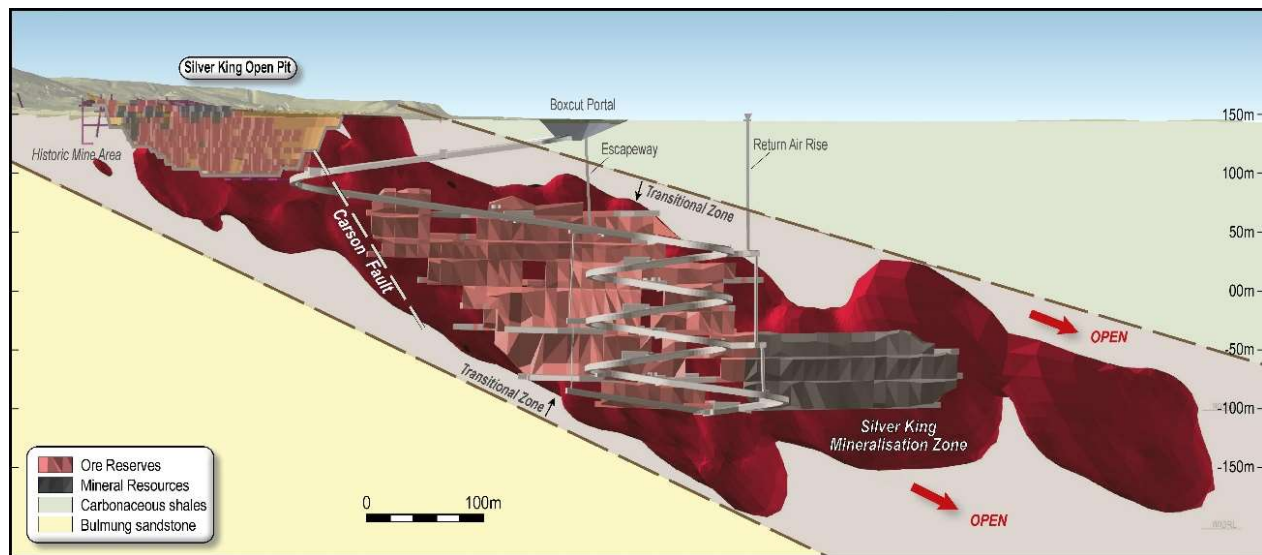 Silver King Open Pit
Boxcut Portal
150m
Historic Mine Area
Escapeway
Return Air Rise
100m
Transitional Zone
Carson Fault
50m
00m
OPEN
-50m
Transitional Zone
-100m
Silver King
Mineralisation Zone
-150m
OPEN
Ore Reserves
Mineral Resources
Carbonaceous shales
Bulmung sandstone
0
100m